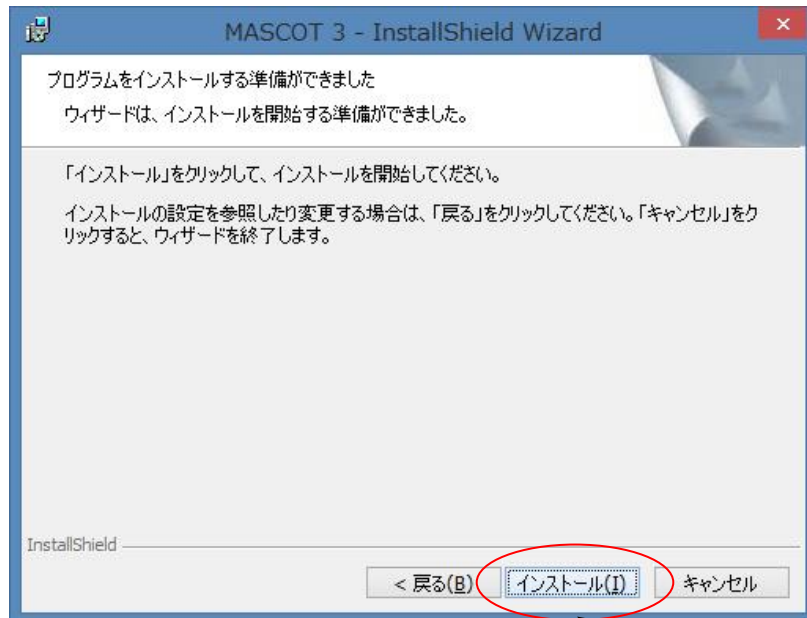 MASCOT 3 - InstallShield Wizard
プログラムをインストールする準備ができました
ウィザードは、インストールを開始する準備ができました。
「インストール」をクリックして、インストールを開始してください。
インストールの設定を参照したり変更する場合は、「戻る」をクリックしてください。「キャンセル」をク
リックすると、ウィザードを終了します。
InstallShield
< 戻る(B) インストール(I) キャンセル